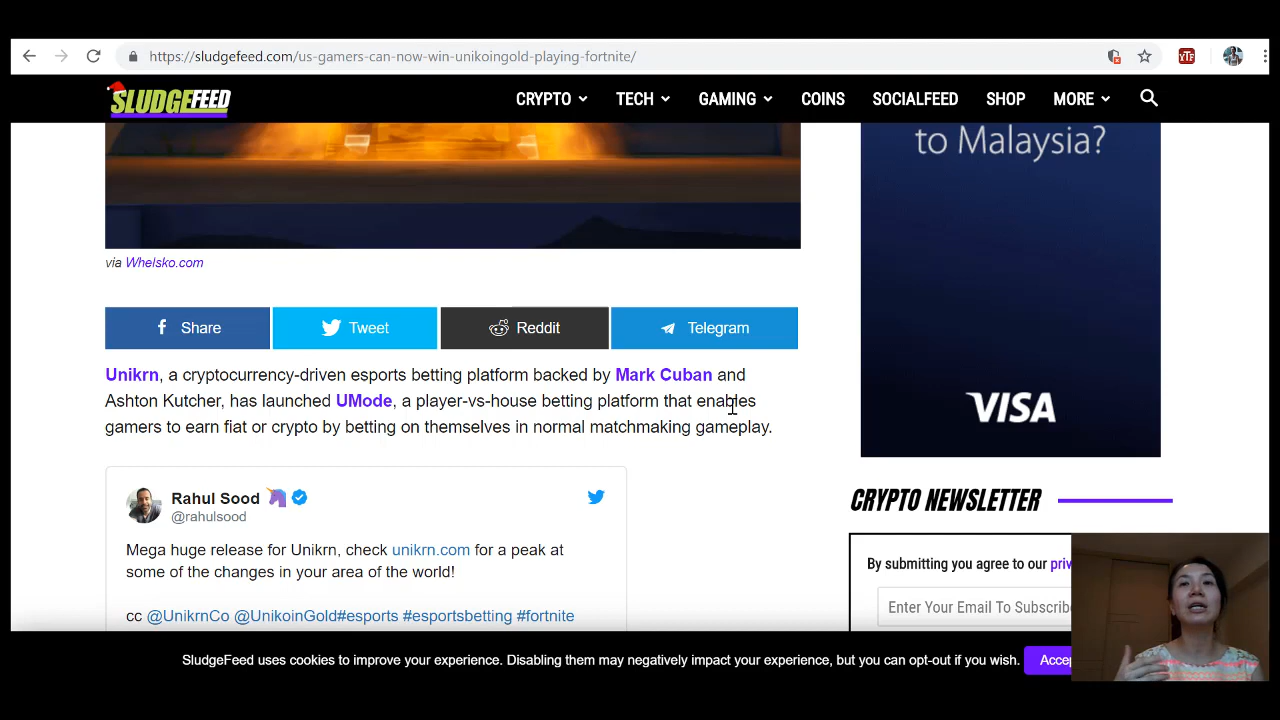 https://sludgefeed.com/us-gamers-can-now-win-unikoingold-playing-fortnite/
YTF
SLUDGEFEED
CRYPTO TECH GAMING COINS SOCIALFEED SHOP MORE
to Malaysia?
via Whelsko.com
Share Tweet Reddit Telegram
Unikrn, a cryptocurrency-driven esports betting platform backed by Mark Cuban and
Ashton Kutcher, has launched UMode, a player-vs-house betting platform that enables
gamers to earn fiat or crypto by betting on themselves in normal matchmaking gameplay.
VISA
Rahul Sood
@rahulsood
Mega huge release for Unikrn, check unikrn.com for a peak at
some of the changes in your area of the world!
cc @UnikrnCo @UnikoinGold#esports #esportsbetting #fortnite
CRYPTO NEWSLETTER
By submitting you agree to our priv
Enter Your Email To Subscribe
SludgeFeed uses cookies to improve your experience. Disabling them may negatively impact your experience, but you can opt-out if you wish. Accep